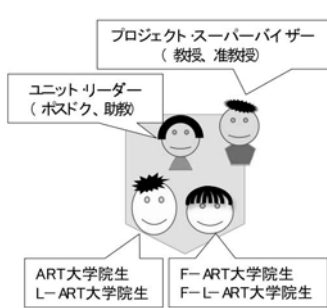 プロジェクト・スーパーバイザー
（ 教授、准教授）
ユニット・リーダー
（ ポスドク、助教）
ART大学院生
L－ART大学院生
F－ART大学院生
F－L－ART大学院生